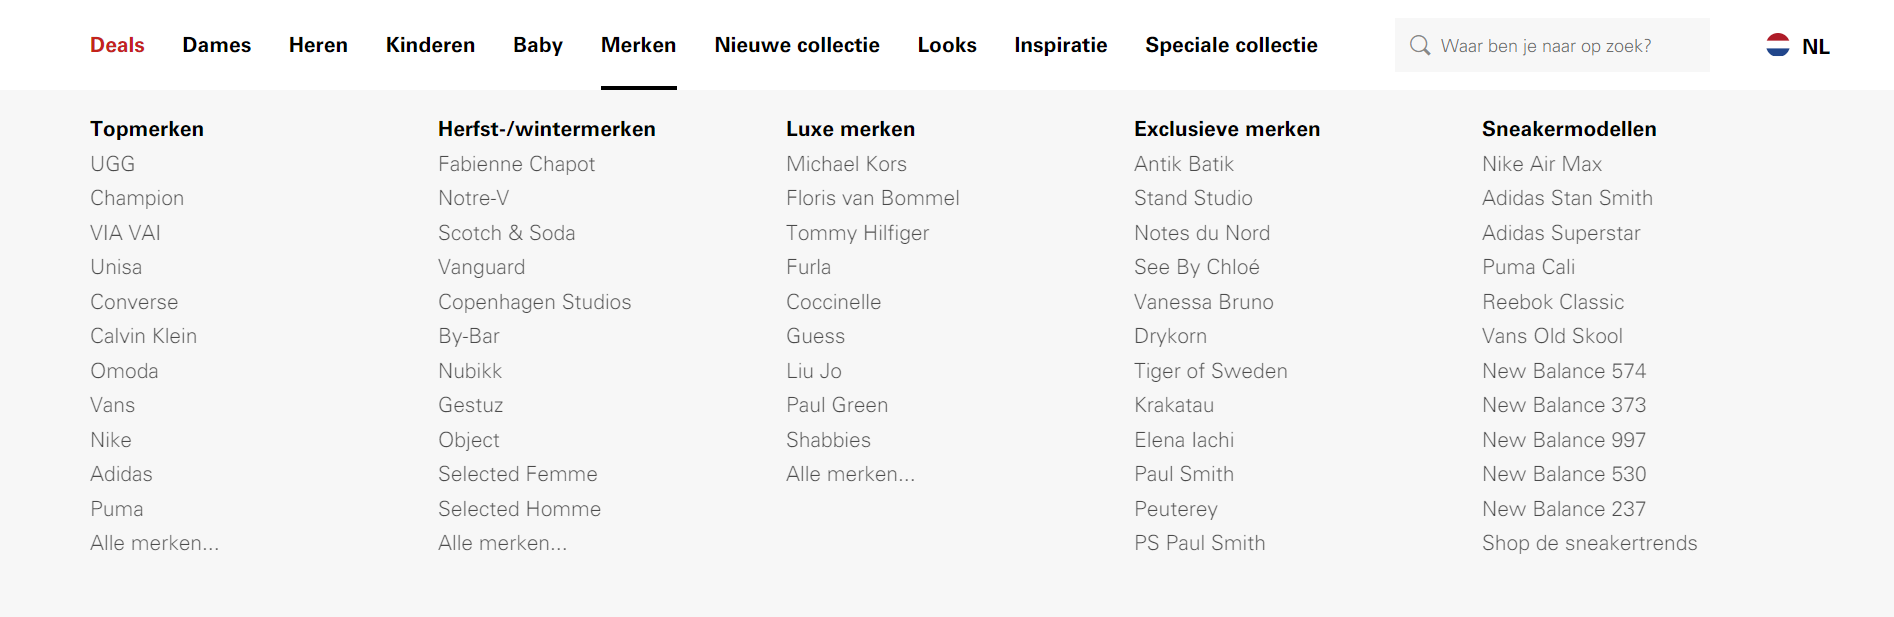 Deals Dames Heren Kinderen Baby Merken Nieuwe collectie Looks Inspiratie Speciale collectie Waar ben je naar op zoek? NL
Topmerken
UGG
Champion
VIA VAI
Unisa
Converse
Calvin Klein
Omoda
Vans
Nike
Adidas
Puma
Alle merken...
Herfst-/wintermerken
Fabienne Chapot
Notre-V
Scotch & Soda
Vanguard
Copenhagen Studios
By-Bar
Nubikk
Gestuz
Object
Selected Femme
Selected Homme
Alle merken...
Luxe merken
Michael Kors
Floris van Bommel
Tommy Hilfiger
Furla
Coccinelle
Guess
Liu Jo
Paul Green
Shabbies
Alle merken...
Exclusieve merken
Antik Batik
Stand Studio
Notes du Nord
See By Chloé
Vanessa Bruno
Drykorn
Tiger of Sweden
Krakatau
Elena Iachi
Paul Smith
Peuterey
PS Paul Smith
Sneakermodellen
Nike Air Max
Adidas Stan Smith
Adidas Superstar
Puma Cali
Reebok Classic
Vans Old Skool
New Balance 574
New Balance 373
New Balance 997
New Balance 530
New Balance 237
Shop de sneakertrends